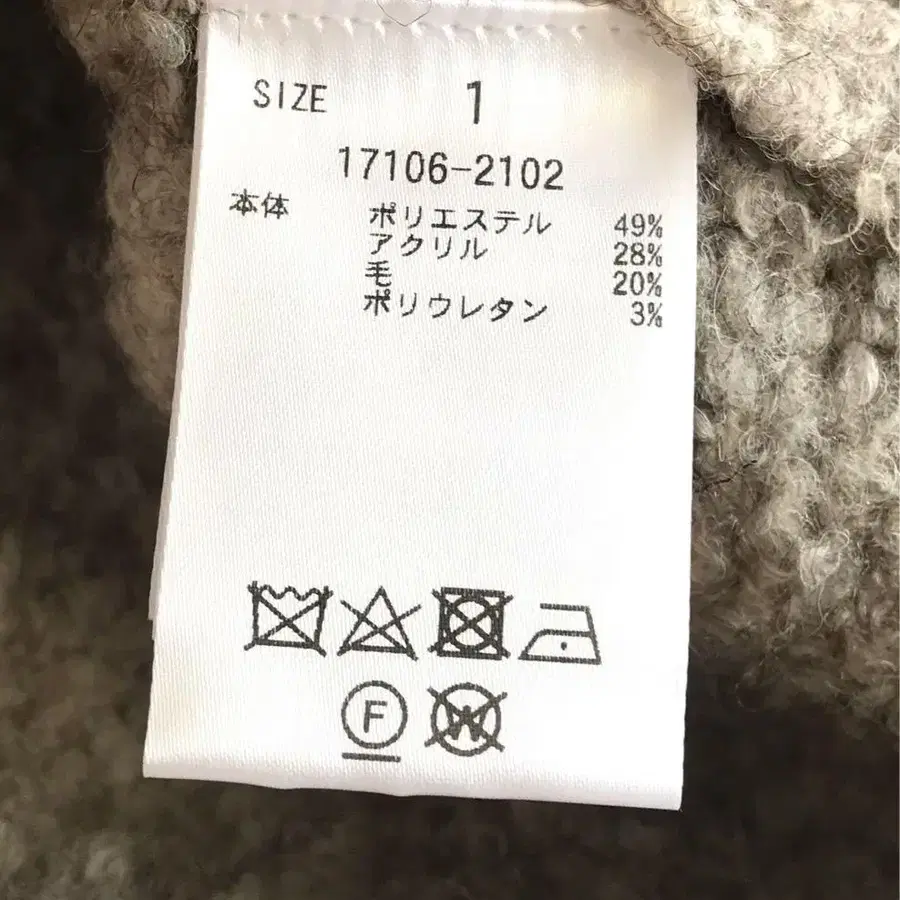 SIZE 1
17106-2102
本体 ポリエステル 49%
アクリル 28%
毛 20%
ポリウレタン 3%
F W